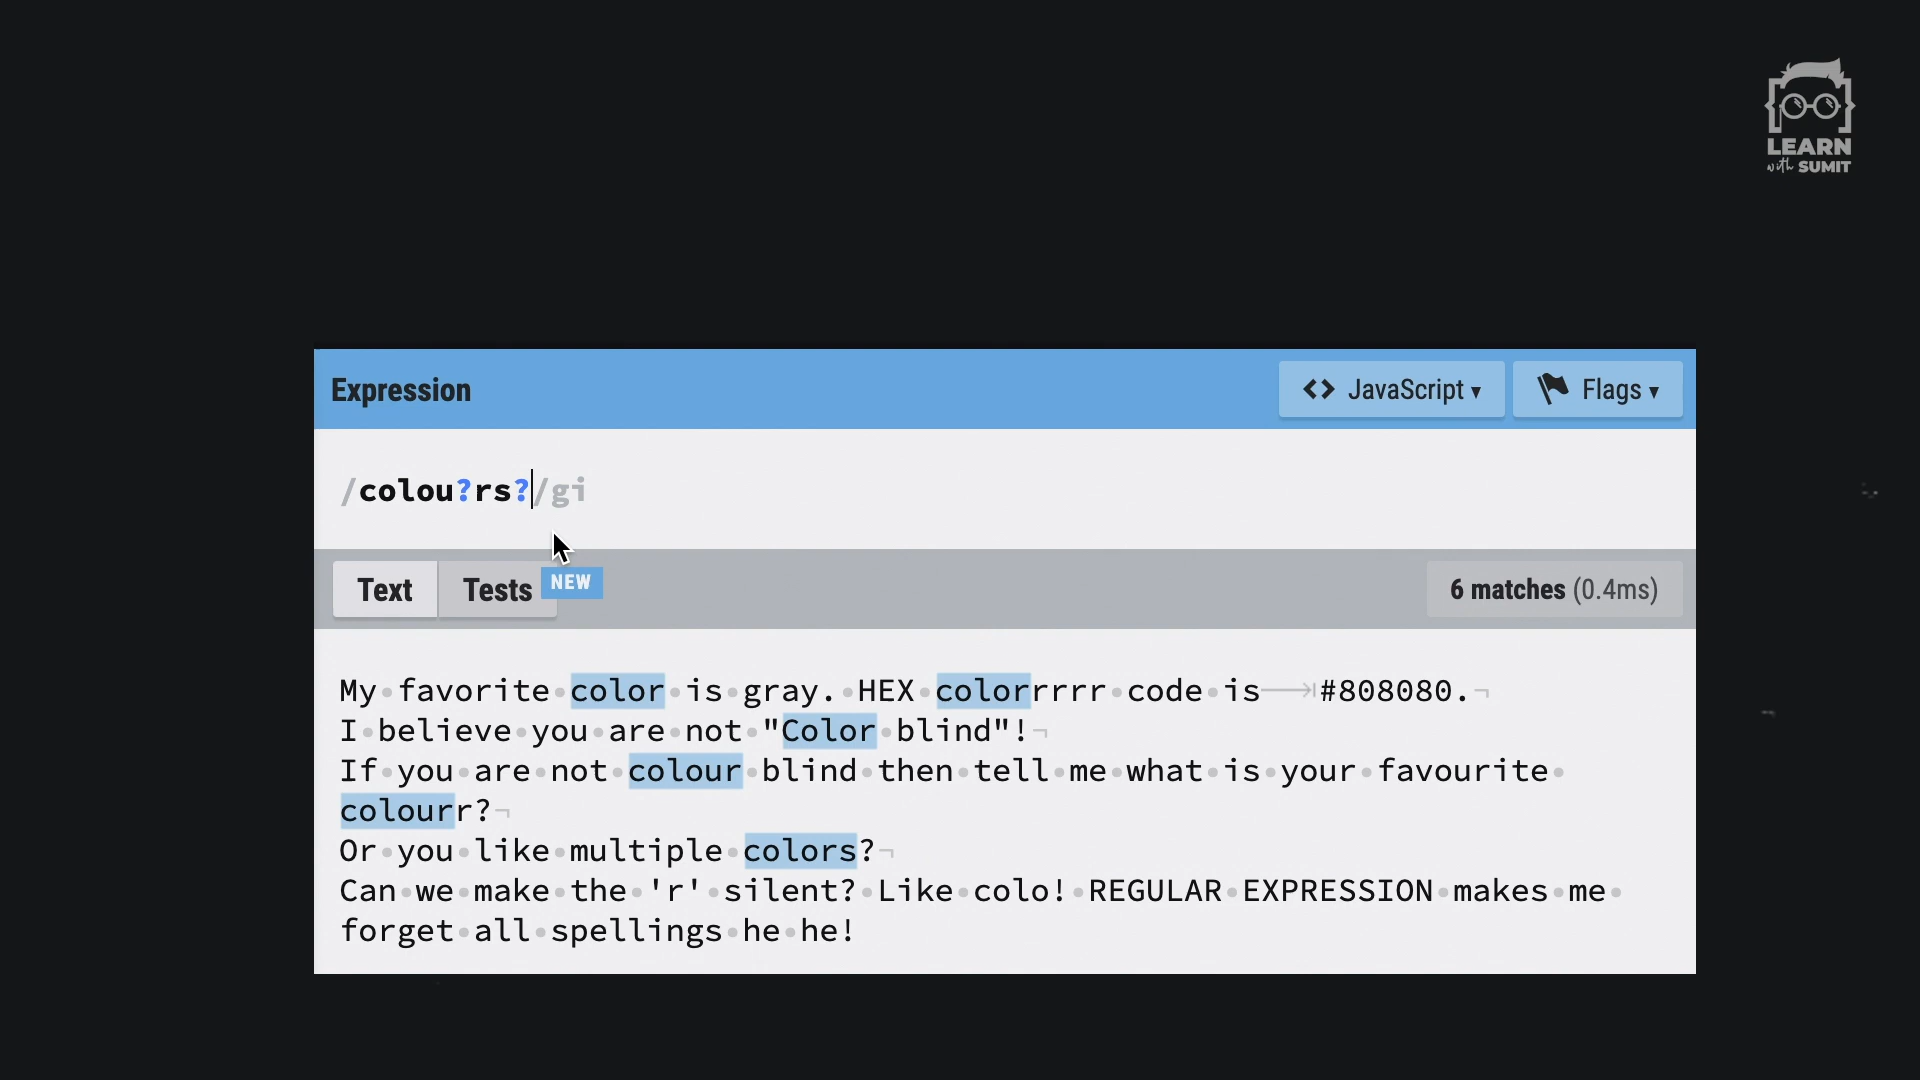 LEARN
with SUMIT
Expression
<> JavaScript ▾
Flags ▾
/colou?rs?/gi
Text
Tests
NEW
6 matches (0.4ms)
My favorite color is gray. HEX colorrrrr code is	#808080.
I believe you are not "Color blind"!
If you are not colour blind then tell me what is your favourite
colourr?
Or you like multiple colors?
Can we make the 'r' silent? Like colo! REGULAR EXPRESSION makes me
forget all spellings he he!